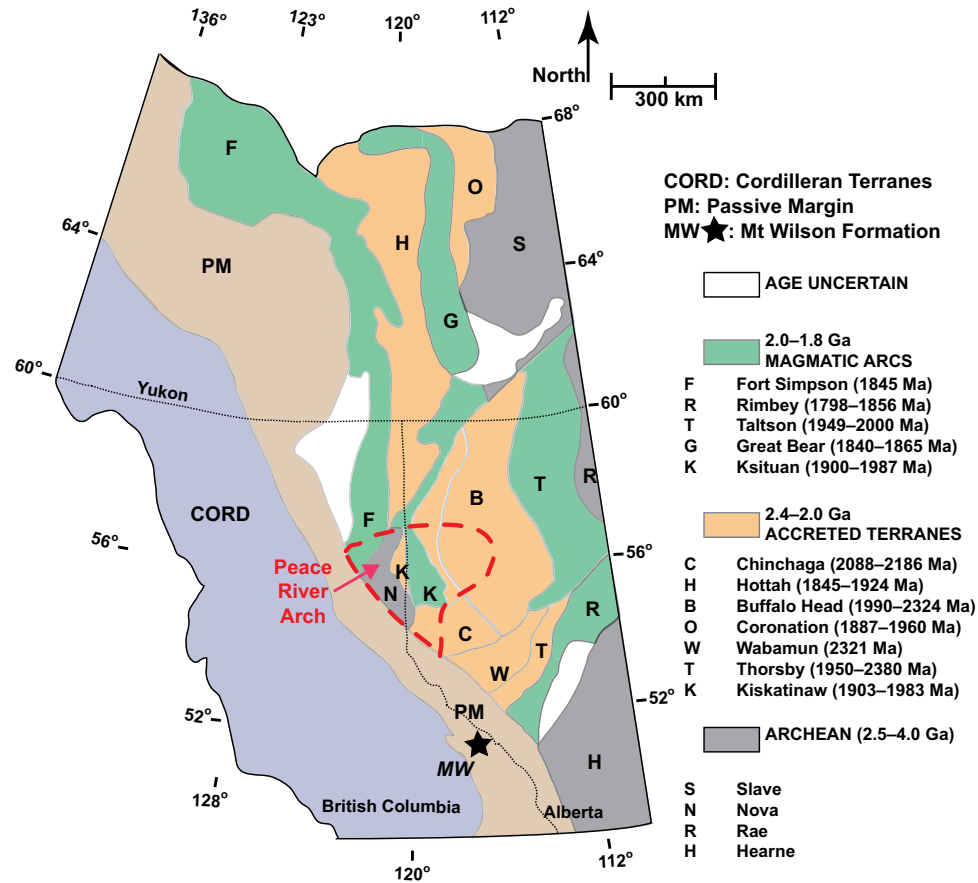 136°
123°
120°
112°
North
300 km
68°
F
O
CORD: Cordilleran Terranes
PM: Passive Margin
MW★: Mt Wilson Formation
64°
H
S
PM
64°
AGE UNCERTAIN
G
2.0–1.8 Ga
MAGMATIC ARCS
60°
Yukon
60°
F Fort Simpson (1845 Ma)
R Rimbey (1798–1856 Ma)
T Taltson (1949–2000 Ma)
G Great Bear (1840–1865 Ma)
K Ksituan (1900–1987 Ma)
R
T
B
CORD
F
2.4–2.0 Ga
ACCRETED TERRANES
56°
56°
Peace
River
Arch
K
N
K
R
C
T
W
C Chinchaga (2088–2186 Ma)
H Hottah (1845–1924 Ma)
B Buffalo Head (1990–2324 Ma)
O Coronation (1887–1960 Ma)
W Wabamun (2321 Ma)
T Thorsby (1950–2380 Ma)
K Kiskatinaw (1903–1983 Ma)
52°
PM
52°
MW
ARCHEAN (2.5–4.0 Ga)
H
128°
British Columbia
Alberta
S Slave
N Nova
R Rae
H Hearne
120°
112°